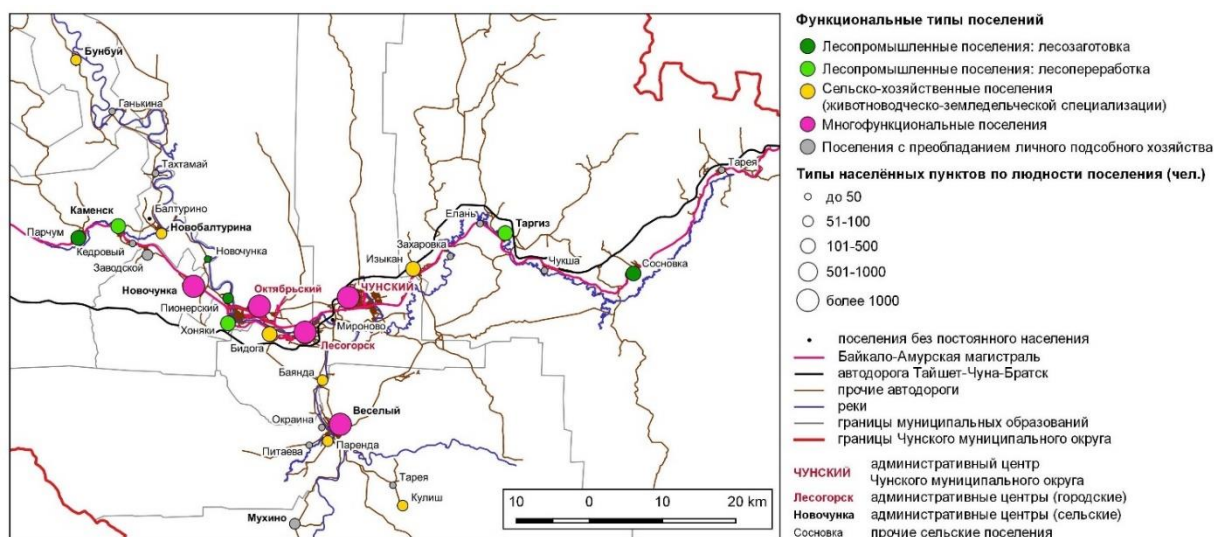 Бунбуй
Ганькина
Тахтамай
Балтурино
Каменск
Новобалтурина
Парчум
Кедровый
Заводской
Новочунка
Новочунка
Октябрьский
Пионерский
Хоняки
Бидога
Лесогорск
ЧУНСКИЙ
Мироново
Изыкан
Захаровка
Елань
Таргиз
Чукша
Сосновка
Тарея
Баянда
Веселый
Окраина
Питаева
Паренда
Тарея
Кулиш
Мухино
10 0 10 20 km
Функциональные типы поселений
Лесопромышленные поселения: лесозаготовка
Лесопромышленные поселения: лесопереработка
Сельско-хозяйственные поселения
(животноводческо-земледельческой специализации)
Многофункциональные поселения
Поселения с преобладанием личного подсобного хозяйства
Типы населённых пунктов по людности поселения (чел.)
до 50
51-100
101-500
501-1000
более 1000
поселения без постоянного населения
Байкало-Амурская магистраль
автодорога Тайшет-Чуна-Братск
прочие автодороги
реки
границы муниципальных образований
границы Чунского муниципального округа
ЧУНСКИЙ административный центр
Чунского муниципального округа
Лесогорск административные центры (городские)
Новочунка административные центры (сельские)
Сосновка прочие сельские поселения